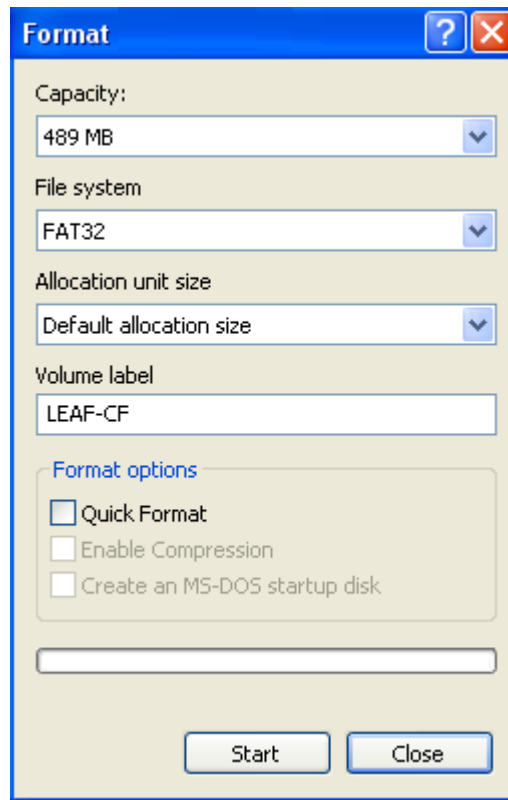 Format
Capacity:
489 MB
File system
FAT32
Allocation unit size
Default allocation size
Volume label
LEAF-CF
Format options
Quick Format
Enable Compression
Create an MS-DOS startup disk
Start Close